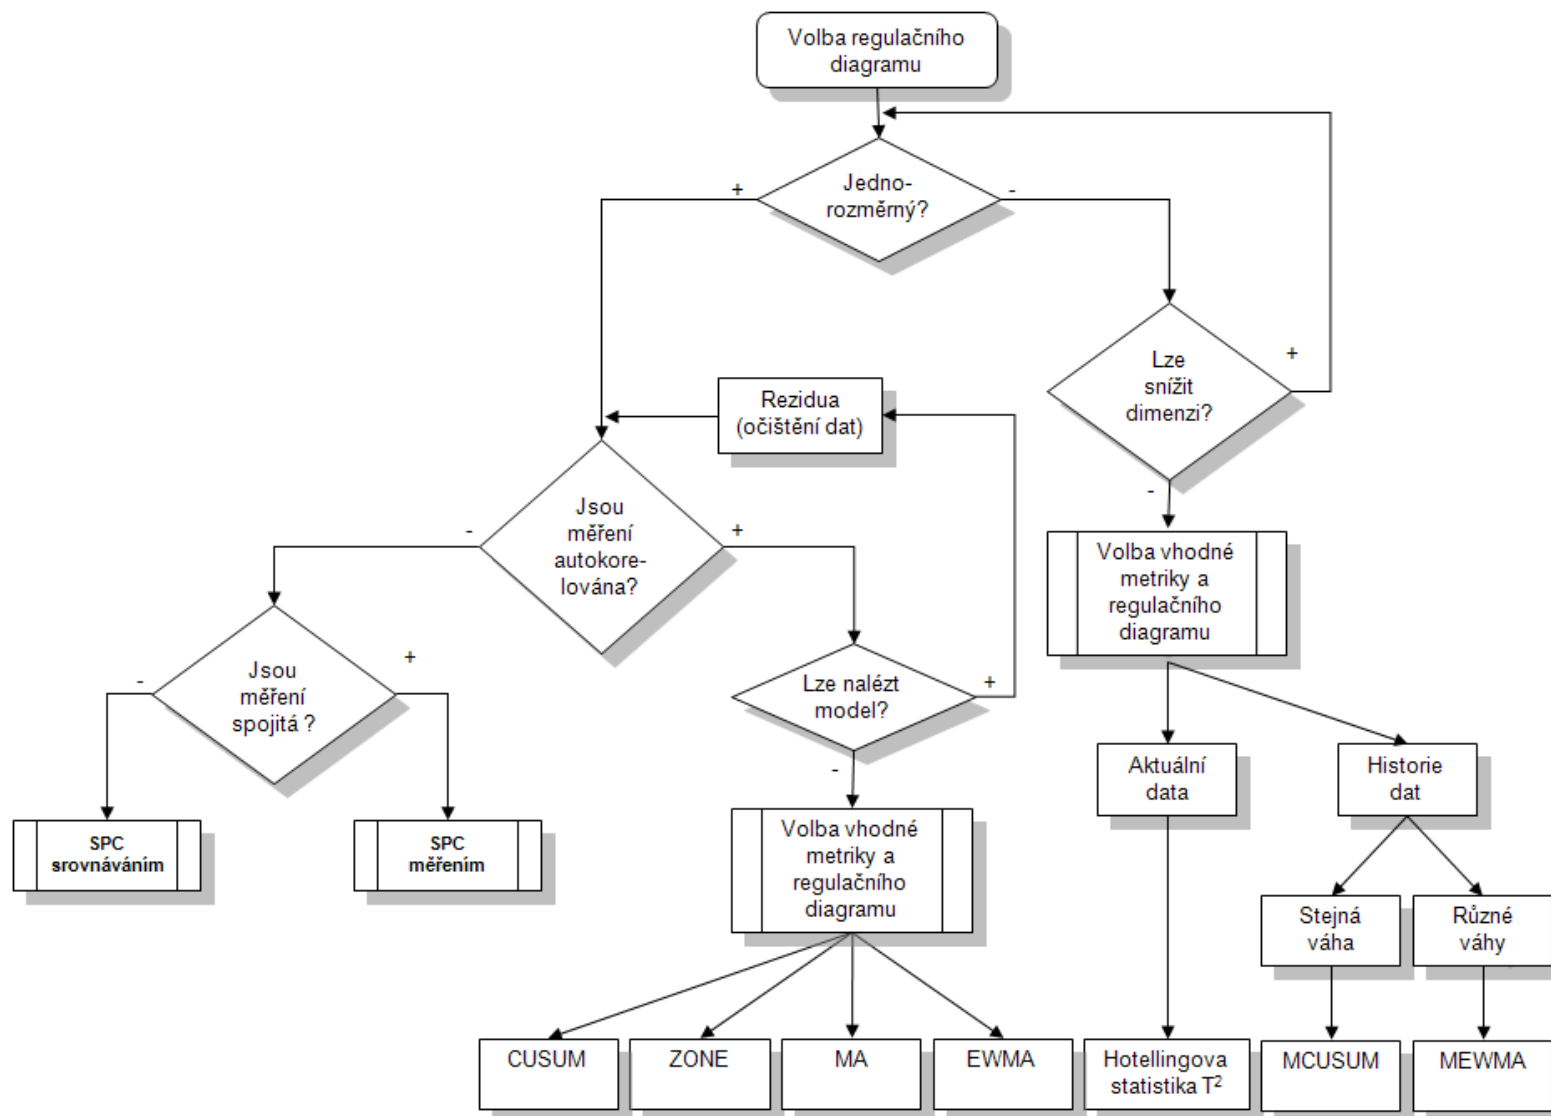 Volba regulačního
diagramu
Jedno-
rozměrný?
+
-
Lze
snížit
dimenzi?
+
-
Rezidua
(očištění dat)
Jsou
měření
autokore-
lována?
-
+
Volba vhodné
metriky a
regulačního
diagramu
Jsou
měření
spojitá ?
-
+
Lze nalézt
model?
+
-
Aktuální
data
Historie
dat
SPC
srovnáváním
SPC
měřením
Volba vhodné
metriky a
regulačního
diagramu
Stejná
váha
Různé
váhy
CUSUM
ZONE
MA
EWMA
Hotellingova
statistika T²
MCUSUM
MEWMA